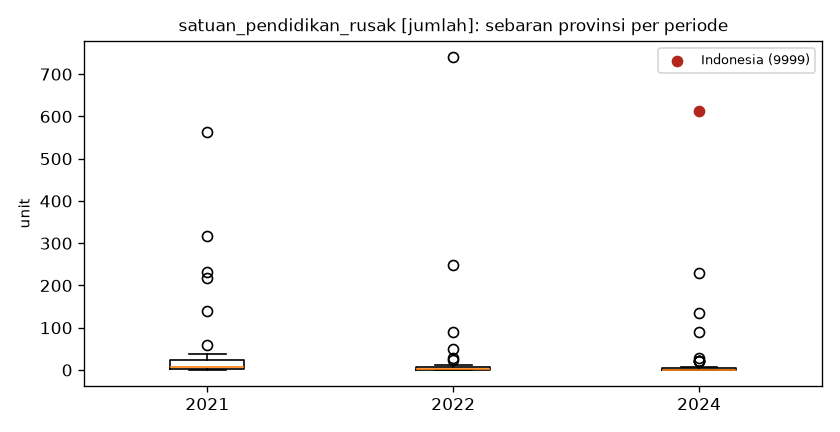 satuan_pendidikan_rusak [jumlah]: sebaran provinsi per periode
Indonesia (9999)
unit
700
600
500
400
300
200
100
0
2021 2022 2024